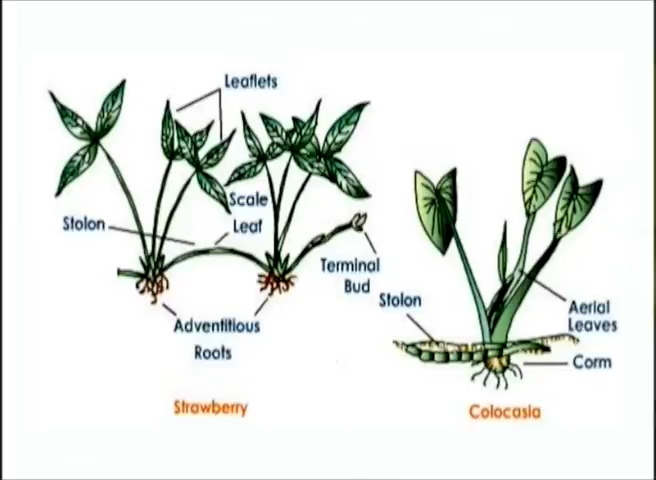 Leaflets
Scale
Leaf
Stolon
Terminal
Bud
Adventitious
Roots
Strawberry
Stolon
Aerial
Leaves
Corm
Colocasia